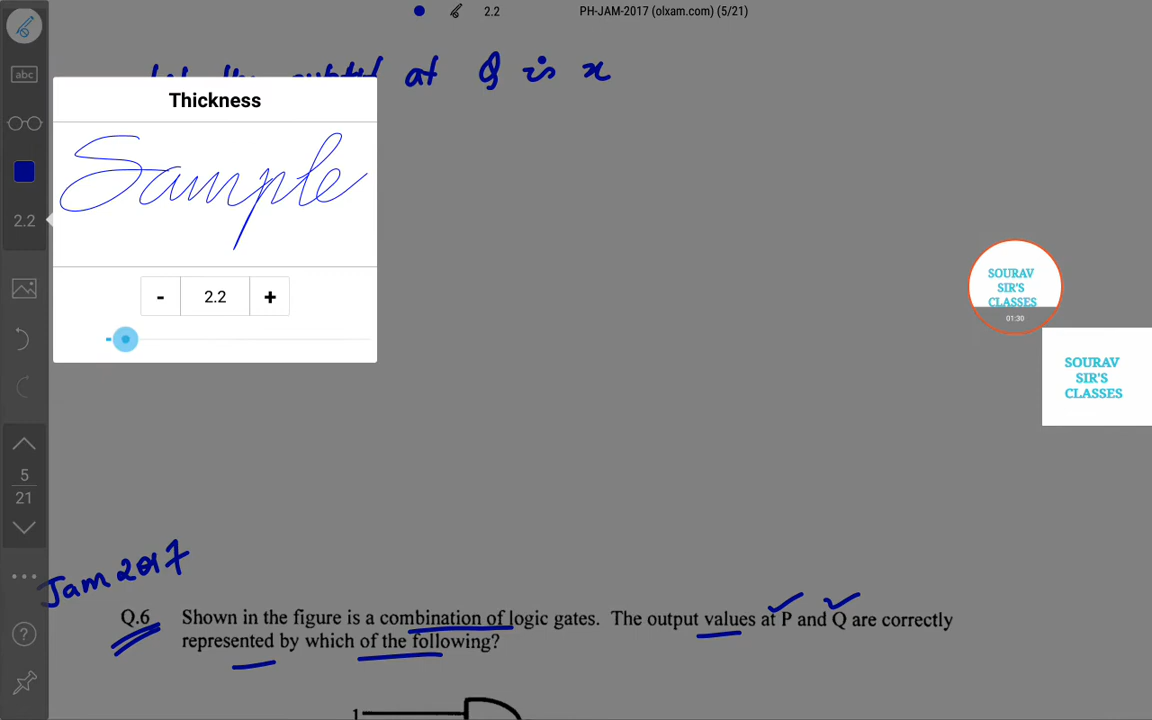 2.2 PH-JAM-2017 (olxam.com) (5/21)
at Q is x
abc
Thickness
Sample
2.2
- 2.2 +
SOURAV
SIR'S
CLASSES
01:30
SOURAV
SIR'S
CLASSES
5
21
Jam 2017
Q.6 Shown in the figure is a combination of logic gates. The output values at P and Q are correctly
represented by which of the following?
1